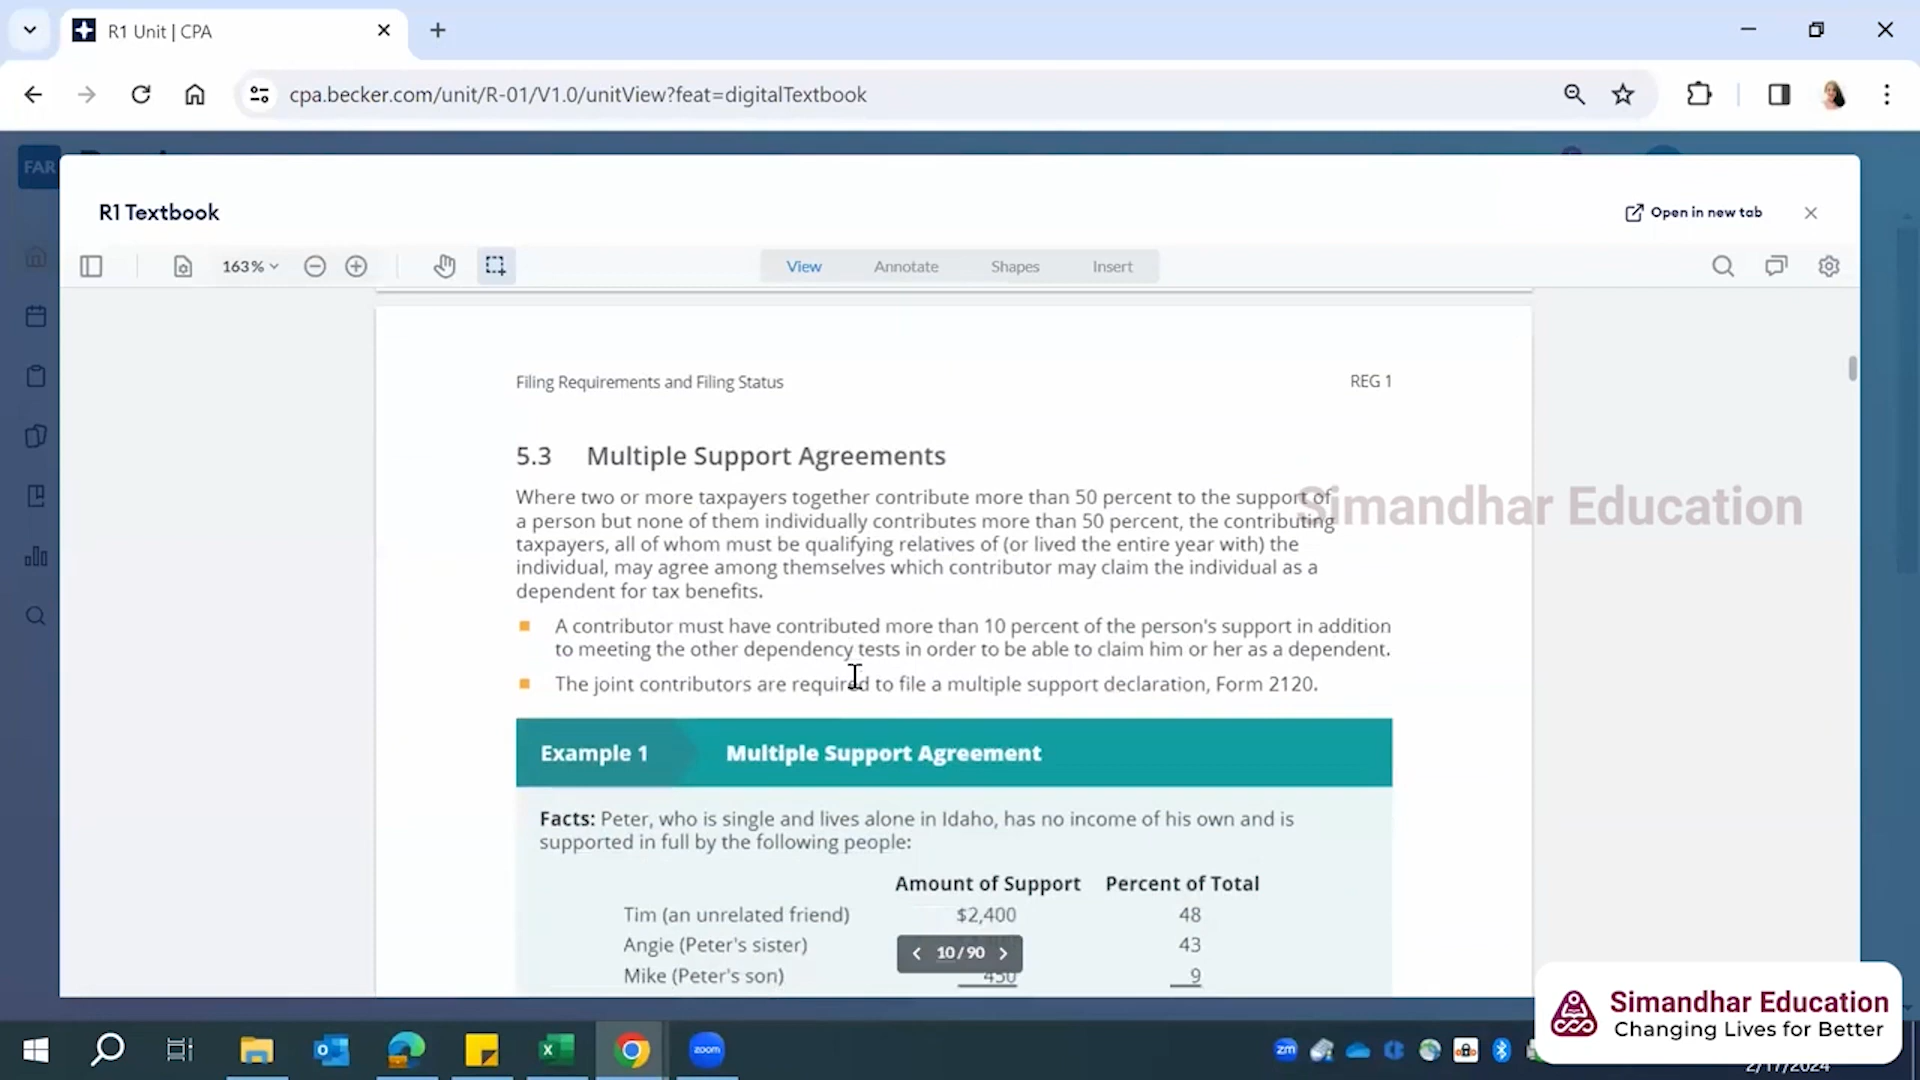 R1 Unit | CPA
cpa.becker.com/unit/R-01/V1.0/unitView?feat=digitalTextbook
FAR
R1 Textbook
Open in new tab
163%
View Annotate Shapes Insert
Filing Requirements and Filing Status REG 1
5.3 Multiple Support Agreements
Where two or more taxpayers together contribute more than 50 percent to the support of
a person but none of them individually contributes more than 50 percent, the contributing
taxpayers, all of whom must be qualifying relatives of (or lived the entire year with) the
individual, may agree among themselves which contributor may claim the individual as a
dependent for tax benefits.
Simandhar Education
A contributor must have contributed more than 10 percent of the person's support in addition
to meeting the other dependency tests in order to be able to claim him or her as a dependent.
The joint contributors are required to file a multiple support declaration, Form 2120.
Example 1 Multiple Support Agreement
Facts: Peter, who is single and lives alone in Idaho, has no income of his own and is
supported in full by the following people:
Amount of Support Percent of Total
Tim (an unrelated friend) $2,400 48
Angie (Peter's sister) 43
10/90
Mike (Peter's son) 450 9
Simandhar Education
Changing Lives for Better
zoom
zm
2/17/2024